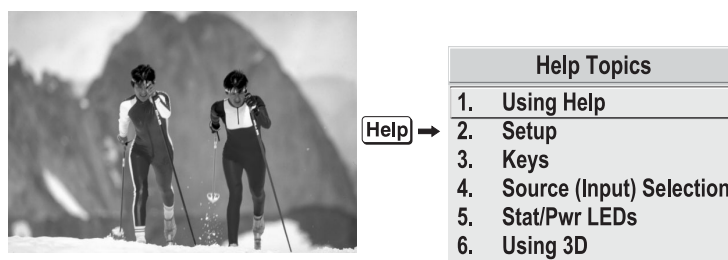 Help
Help Topics
1. Using Help
2. Setup
3. Keys
4. Source (Input) Selection
5. Stat/Pwr LEDs
6. Using 3D